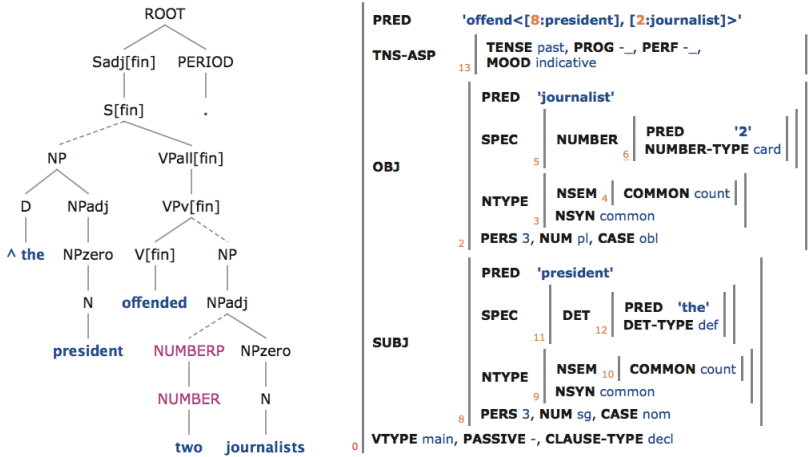 ROOT
Sadj[fin] PERIOD
S[fin] .
NP VPall[fin]
D NPadj VPv[fin]
^ the NPzero V[fin] NP
N offended NPadj
president NUMBERP NPzero
NUMBER N
two journalists
PRED 'offend<[8:president], [2:journalist]>'
TNS-ASP 13 TENSE past, PROG -_, PERF -_,
MOOD indicative
OBJ 2
PRED 'journalist'
SPEC 5 NUMBER 6 PRED '2'
NUMBER-TYPE card
NTYPE 3 NSEM 4 COMMON count
NSYN common
PERS 3, NUM pl, CASE obl
SUBJ 8
PRED 'president'
SPEC 11 DET 12 PRED 'the'
DET-TYPE def
NTYPE 9 NSEM 10 COMMON count
NSYN common
PERS 3, NUM sg, CASE nom
0 VTYPE main, PASSIVE -, CLAUSE-TYPE decl